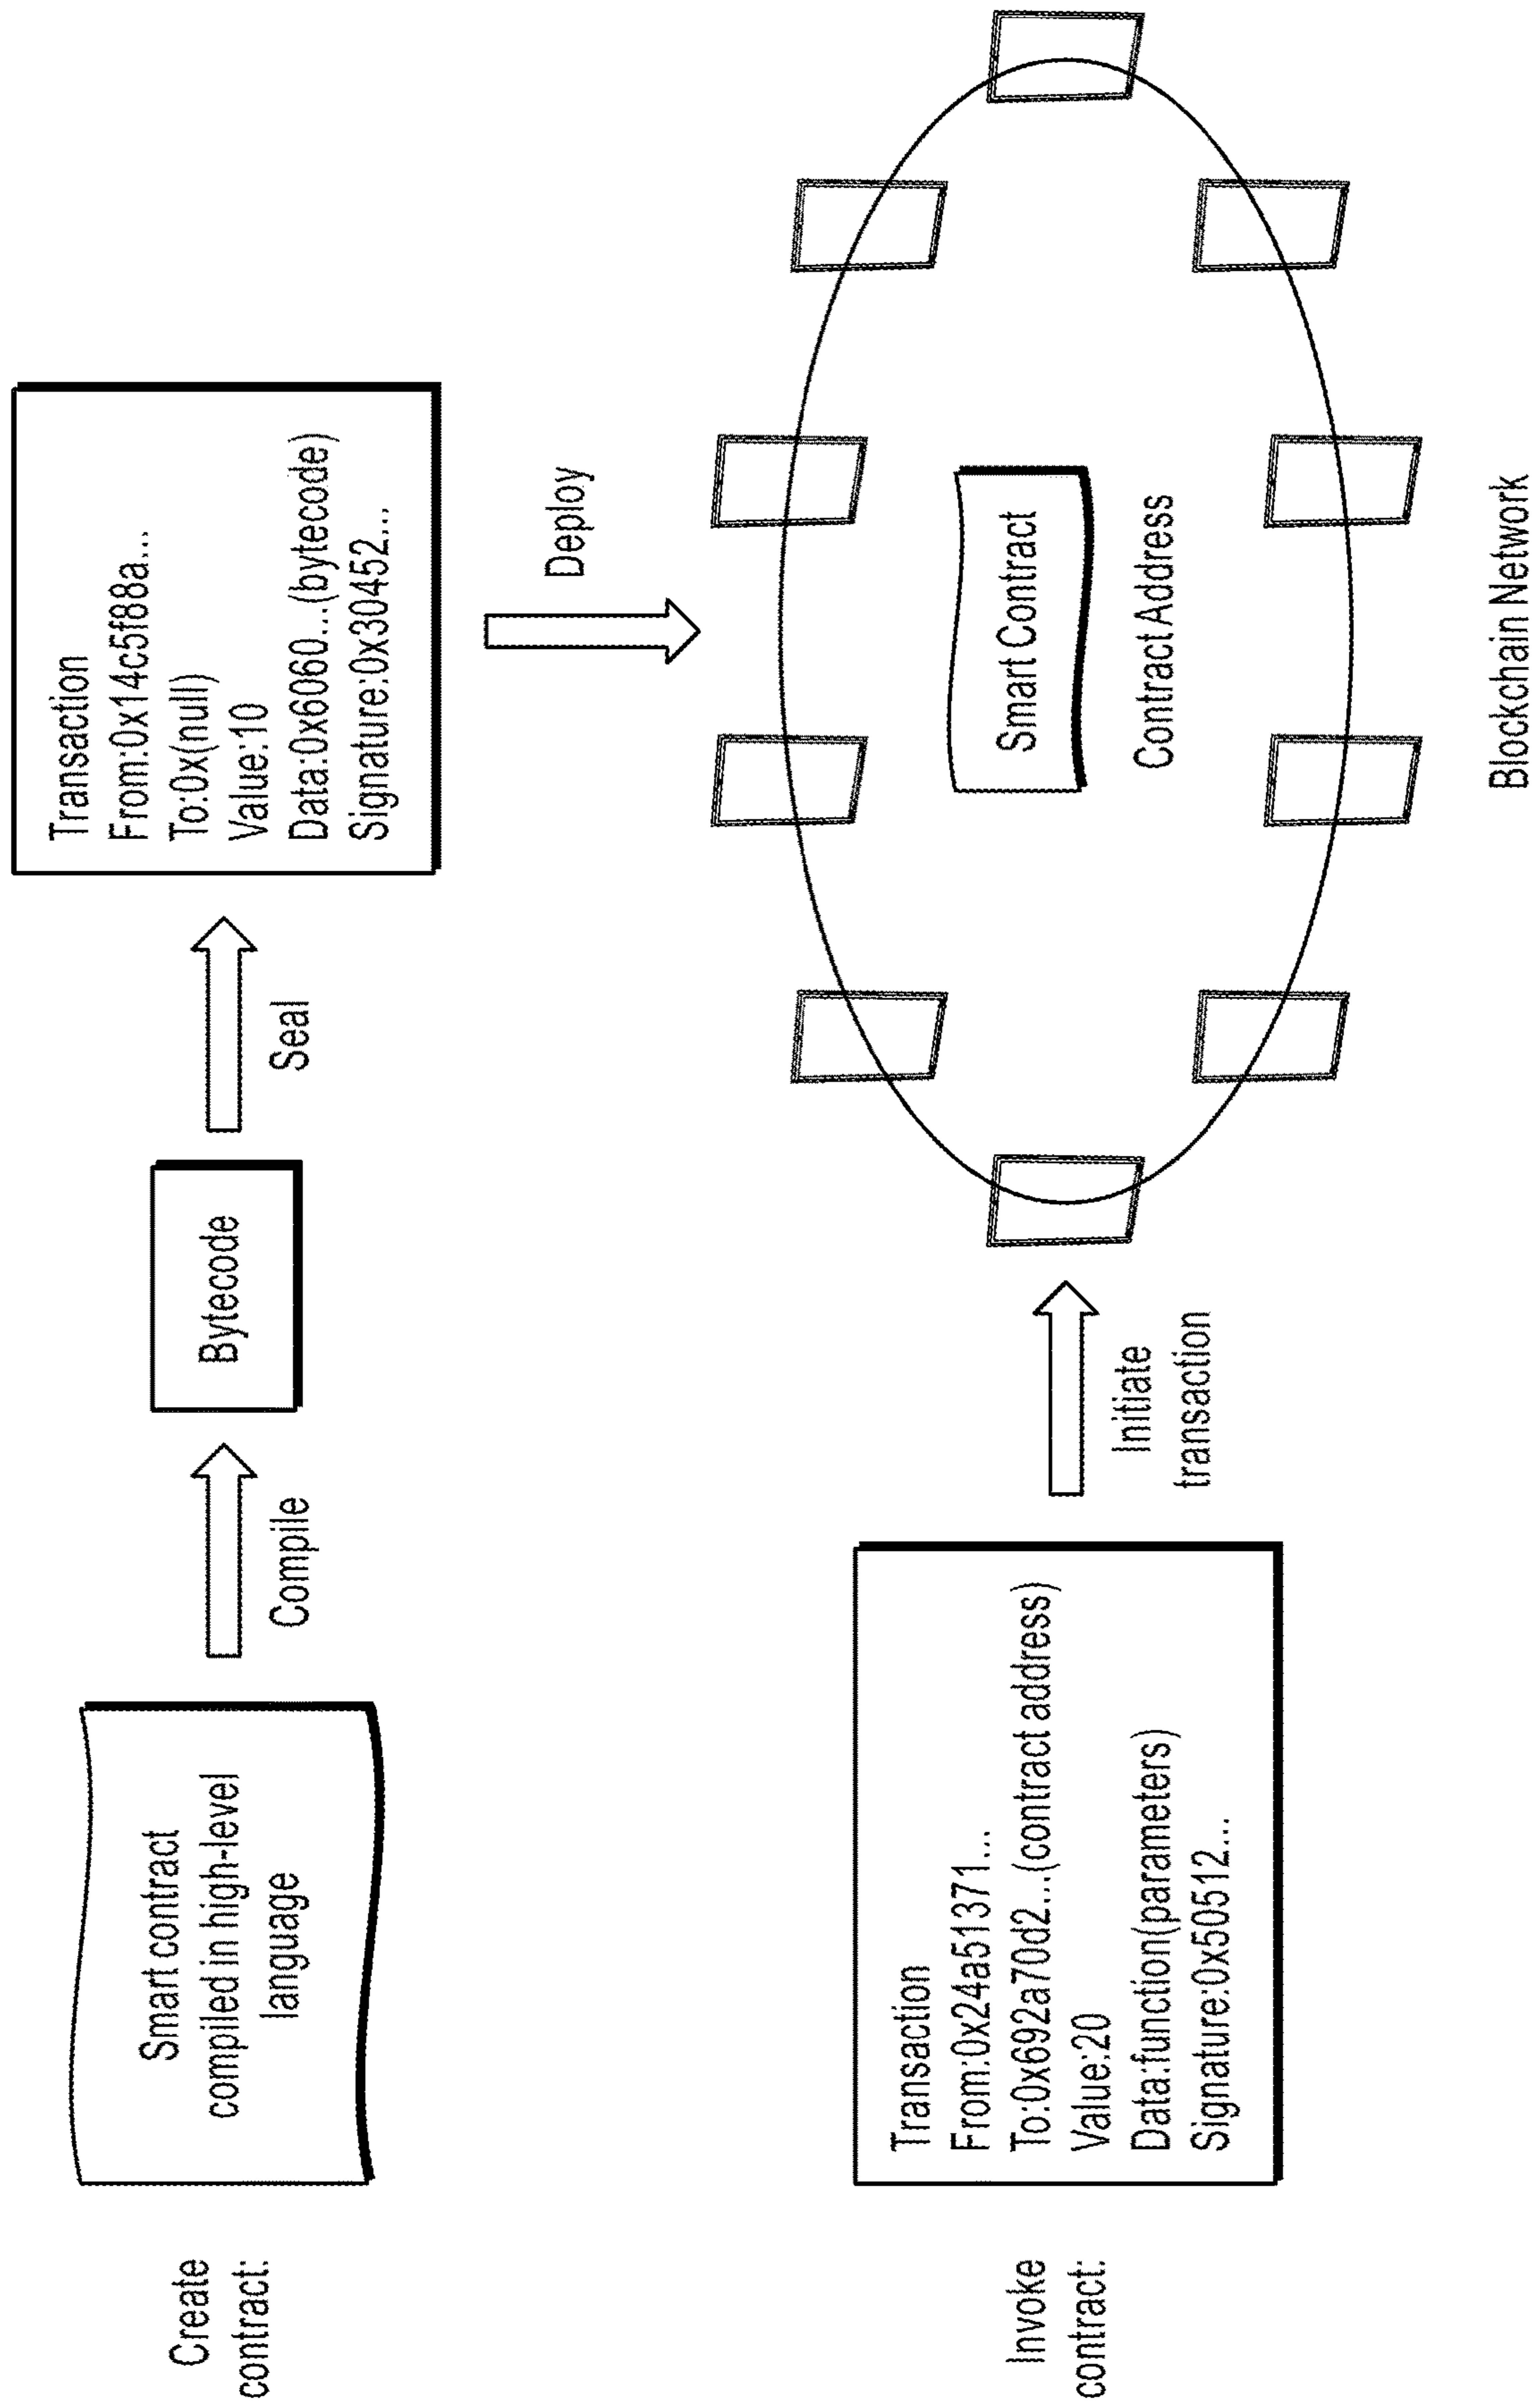 Create
contract:
Smart contract
compiled in high-level
language
Compile
Bytecode
Seal
Transaction
From:0x14c5f88a...
To:0x(null)
Value:10
Data:0x6060...(bytecode)
Signature:0x30452...
Deploy
Invoke
contract:
Transaction
From:0x24a51371...
To:0x692a70d2...(contract address)
Value:20
Data:function(parameters)
Signature:0x50512...
Initiate
transaction
Smart Contract
Contract Address
Blockchain Network